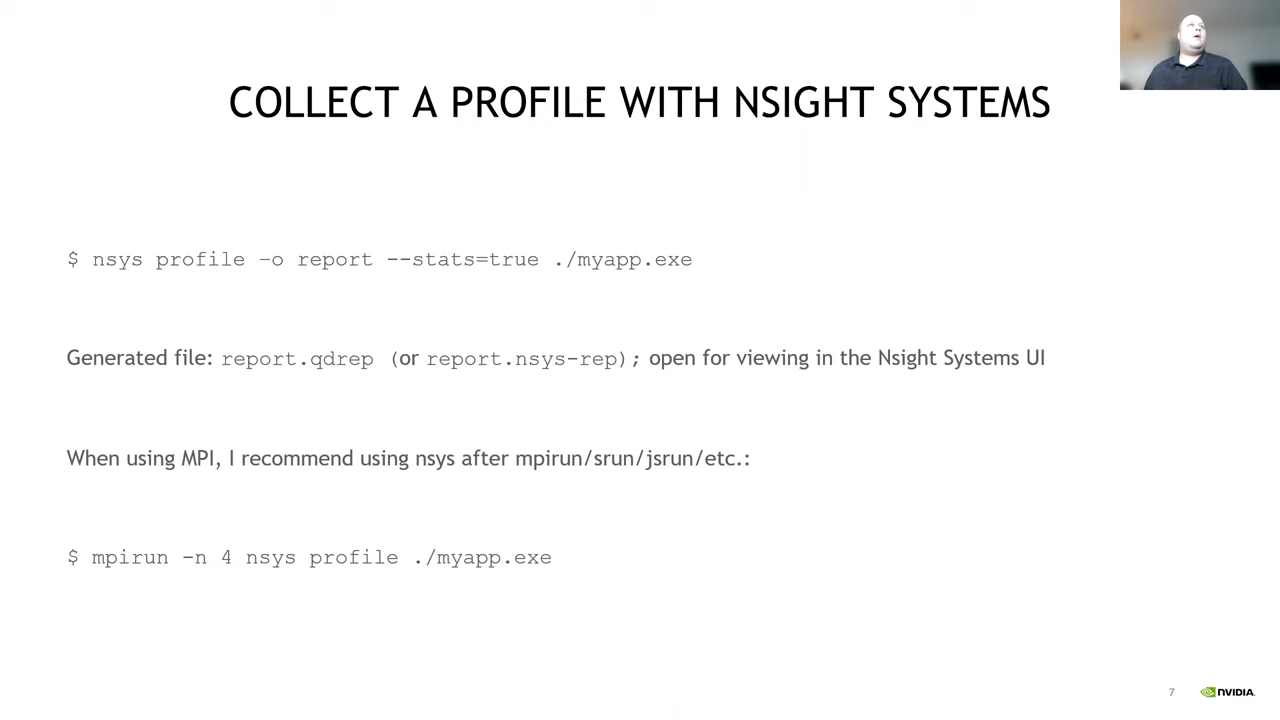 COLLECT A PROFILE WITH NSIGHT SYSTEMS
$ nsys profile –o report --stats=true ./myapp.exe
Generated file: report.qdrep (or report.nsys-rep); open for viewing in the Nsight Systems UI
When using MPI, I recommend using nsys after mpirun/srun/jsrun/etc.:
$ mpirun -n 4 nsys profile ./myapp.exe
7 NVIDIA.